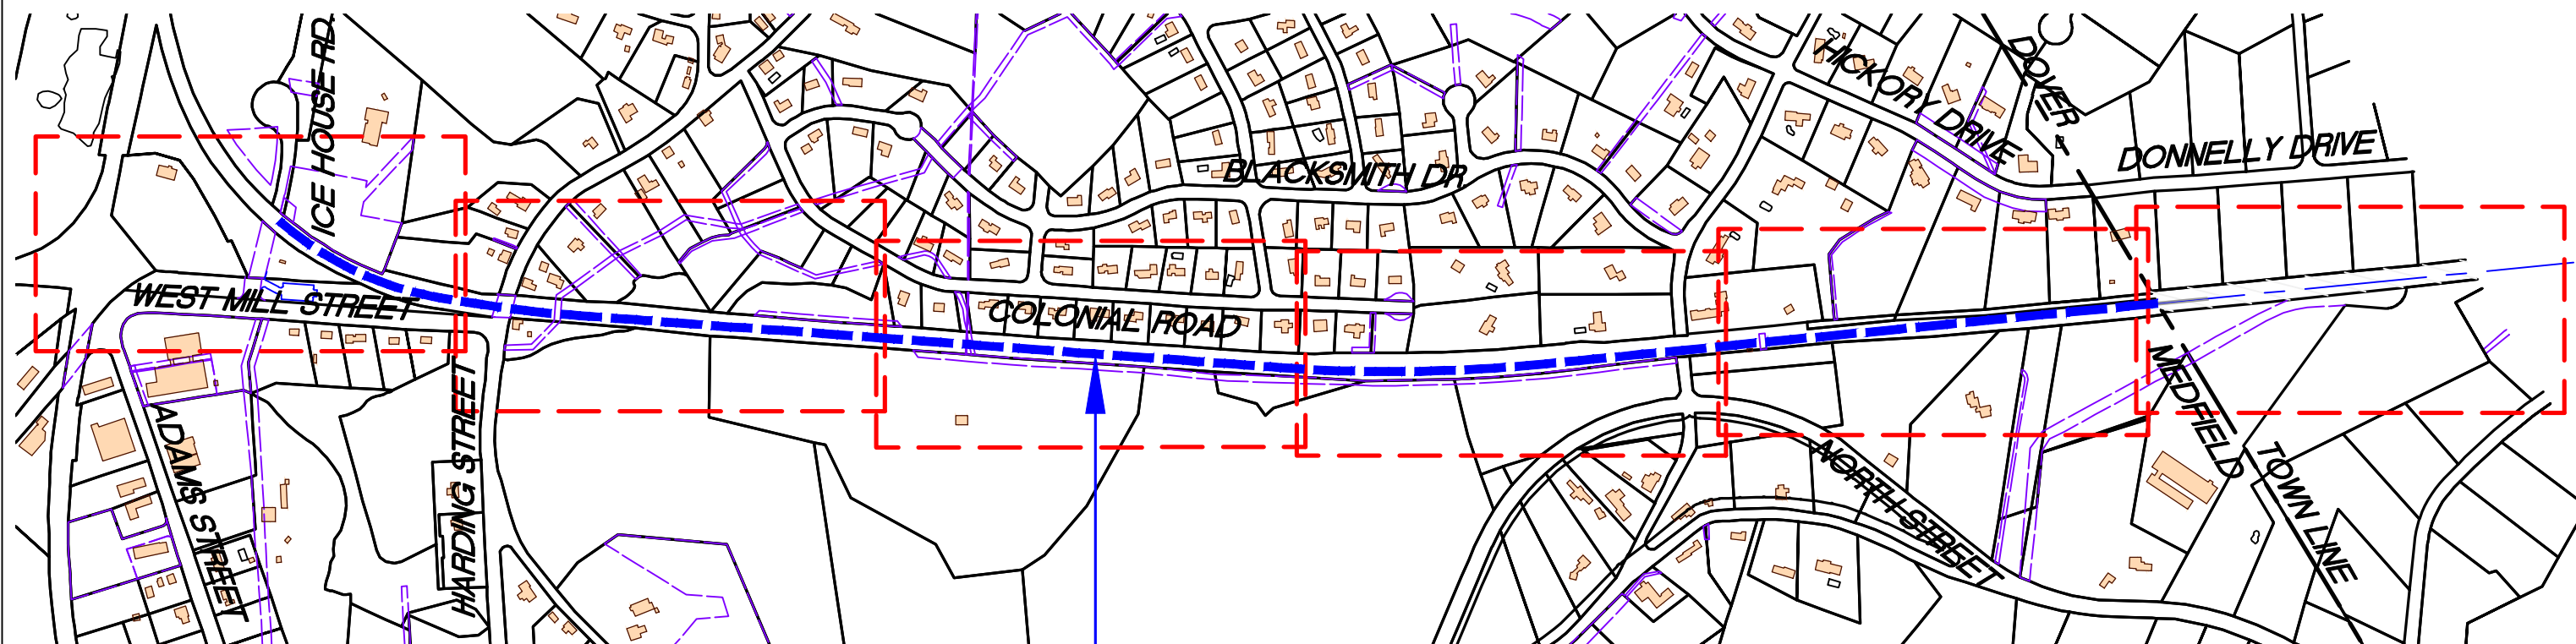 ICE HOUSE RD.
HICKORY DRIVE
DOVER
DONNELLY DRIVE
BLACKSMITH DR
WEST MILL STREET
COLONIAL ROAD
MEDFIELD
TOWN LINE
ADAMS STREET
HARDING STREET
NORTH STREET